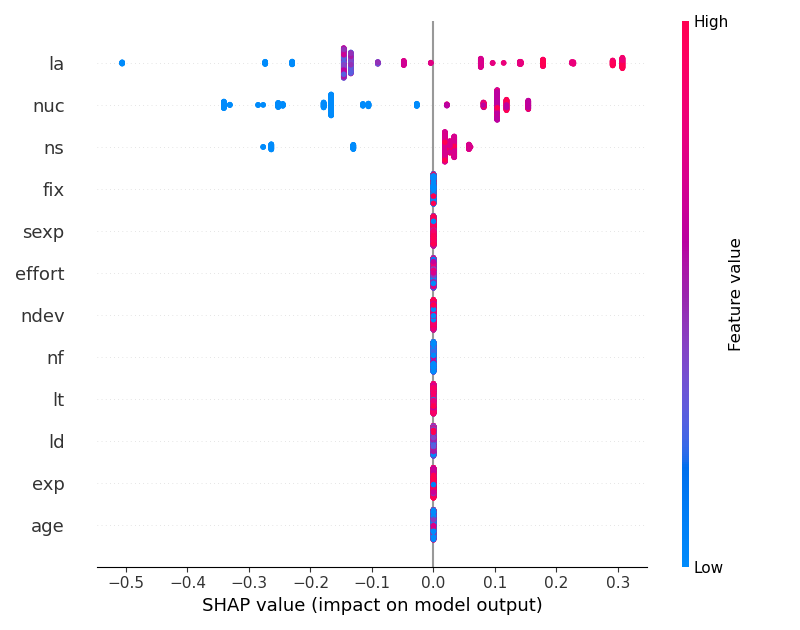 High
la
nuc
ns
fix
sexp
effort
ndev
nf
lt
ld
exp
age
Feature value
Low
−0.5 −0.4 −0.3 −0.2 −0.1 0.0 0.1 0.2 0.3
SHAP value (impact on model output)